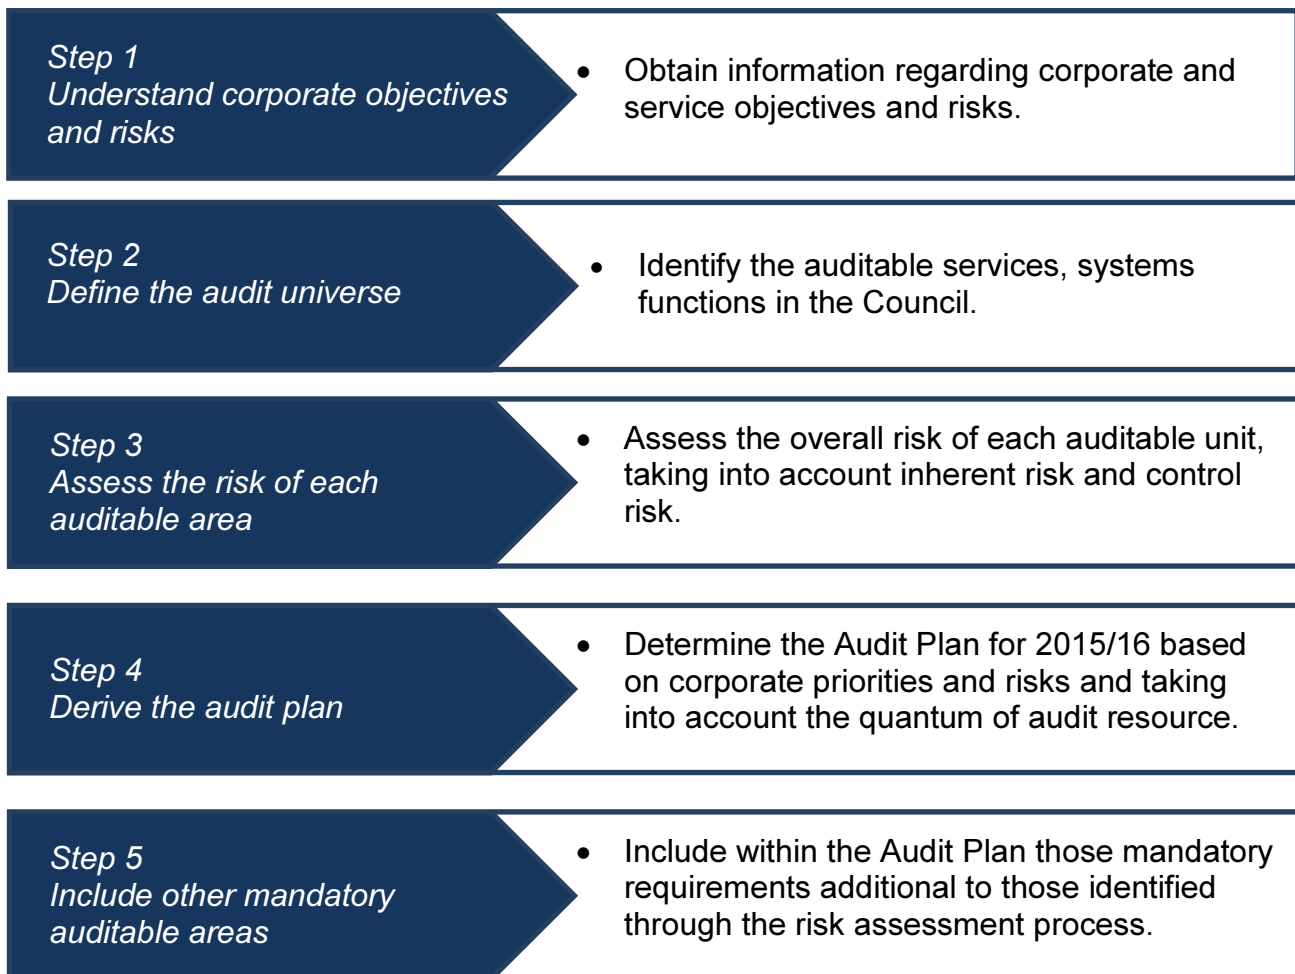 Step 1
Understand corporate objectives
and risks
• Obtain information regarding corporate and
service objectives and risks.
Step 2
Define the audit universe
• Identify the auditable services, systems
functions in the Council.
Step 3
Assess the risk of each
auditable area
• Assess the overall risk of each auditable unit,
taking into account inherent risk and control
risk.
Step 4
Derive the audit plan
• Determine the Audit Plan for 2015/16 based
on corporate priorities and risks and taking
into account the quantum of audit resource.
Step 5
Include other mandatory
auditable areas
• Include within the Audit Plan those mandatory
requirements additional to those identified
through the risk assessment process.